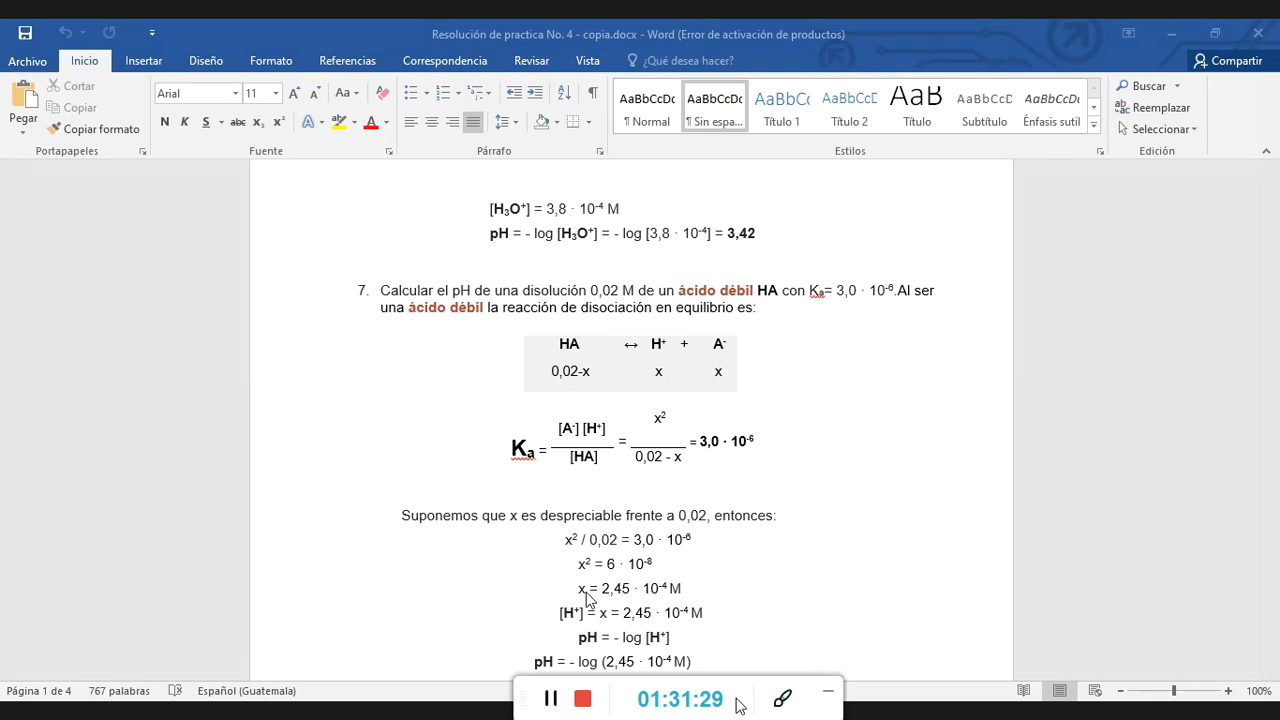 Resolución de practica No. 4 - copia.docx - Word (Error de activación de productos)
Archivo Inicio Insertar Diseño Formato Referencias Correspondencia Revisar Vista ¿Qué desea hacer? Compartir
Pegar
Cortar
Copiar
Copiar formato
Portapapeles
Arial 11
N K S abc x₂ x²
Fuente
Párrafo
AaBbCcDc ¶ Normal
AaBbCcDc ¶ Sin espa...
AaBbCc Título 1
AaBbCcC Título 2
AaB Título
AaBbCcD Subtítulo
AaBbCcDc Énfasis sutil
Estilos
Buscar
Reemplazar
Seleccionar
Edición
[H₃O⁺] = 3,8 · 10⁻⁴ M
pH = - log [H₃O⁺] = - log [3,8 · 10⁻⁴] = 3,42
7. Calcular el pH de una disolución 0,02 M de un ácido débil HA con Kₐ= 3,0 · 10⁻⁶.Al ser
una ácido débil la reacción de disociación en equilibrio es:
HA ↔ H⁺ + A⁻
0,02-x x x
Kₐ = [A⁻] [H⁺] / [HA] = x² / 0,02 - x = 3,0 · 10⁻⁶
Suponemos que x es despreciable frente a 0,02, entonces:
x² / 0,02 = 3,0 · 10⁻⁶
x² = 6 · 10⁻⁸
x = 2,45 · 10⁻⁴ M
[H⁺] = x = 2,45 · 10⁻⁴ M
pH = - log [H⁺]
pH = - log (2,45 · 10⁻⁴ M)
Página 1 de 4 767 palabras Español (Guatemala) 100%
01:31:29